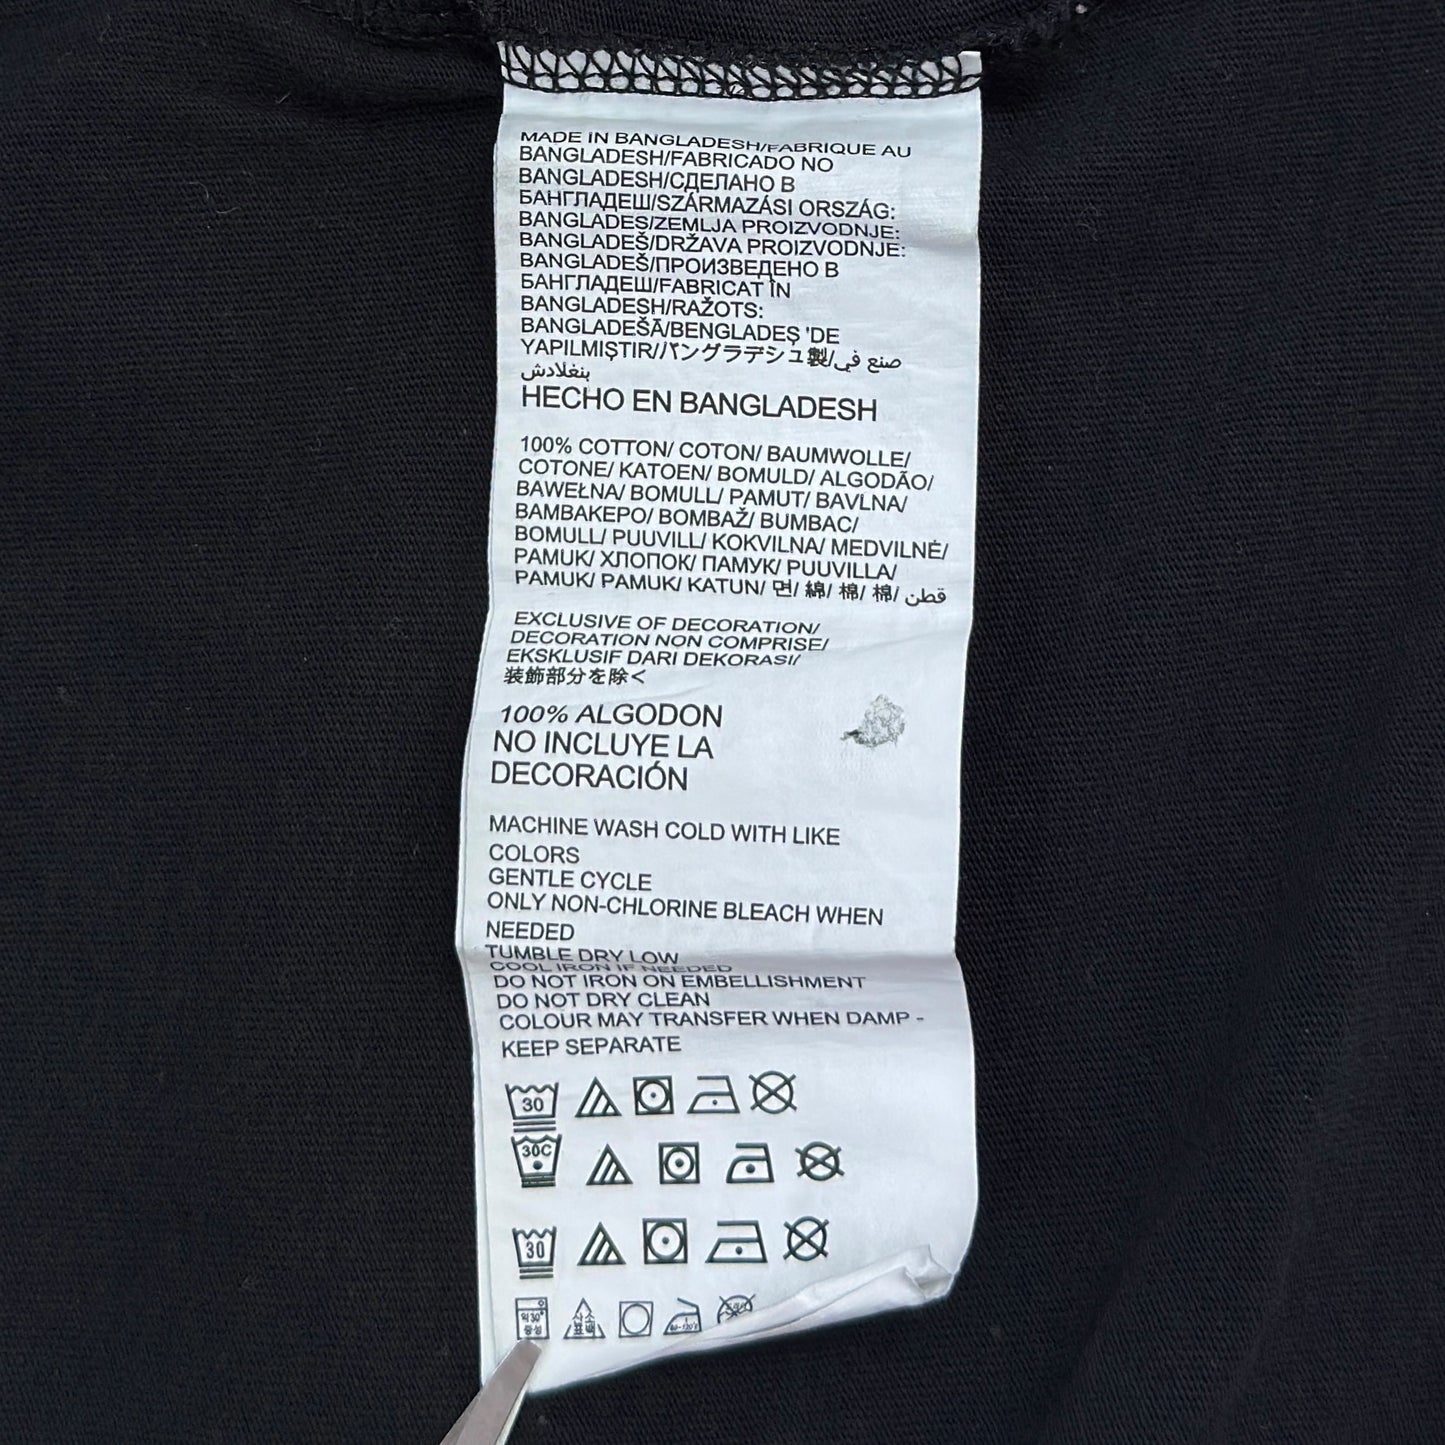 MADE IN BANGLADESH/FABRIQUE AU
BANGLADESH/FABRICADO NO
BANGLADESH/СДЕЛАНО В
БАНГЛАДЕШ/SZÁRMAZÁSI ORSZÁG:
BANGLADES/ZEMLJA PROIZVODNJE:
BANGLADEŠ/DRŽAVA PROIZVODNJE:
BANGLADEŠ/ПРОИЗВЕДЕНО В
БАНГЛАДЕШ/FABRICAT ÎN
BANGLADESH/RAŽOTS:
BANGLADEŠĀ/BENGLADEŞ 'DE
YAPILMIŞTIR/バングラデシュ製/صنع في
بنغلادش
HECHO EN BANGLADESH
100% COTTON/ COTON/ BAUMWOLLE/
COTONE/ KATOEN/ BOMULD/ ALGODÃO/
BAWEŁNA/ BOMULL/ PAMUT/ BAVLNA/
BAMBAKEPO/ BOMBAŽ/ BUMBAC/
BOMULL/ PUUVILL/ KOKVILNA/ MEDVILNĖ/
PAMUK/ ХЛОПОК/ ПАМУК/ PUUVILLA/
PAMUK/ PAMUK/ KATUN/ 면/ 綿/ 棉/ 棉/ قطن
EXCLUSIVE OF DECORATION/
DECORATION NON COMPRISE/
EKSKLUSIF DARI DEKORASI/
装飾部分を除く
100% ALGODON
NO INCLUYE LA
DECORACIÓN
MACHINE WASH COLD WITH LIKE
COLORS
GENTLE CYCLE
ONLY NON-CHLORINE BLEACH WHEN
NEEDED
TUMBLE DRY LOW
COOL IRON IF NEEDED
DO NOT IRON ON EMBELLISHMENT
DO NOT DRY CLEAN
COLOUR MAY TRANSFER WHEN DAMP -
KEEP SEPARATE
30
30C
30